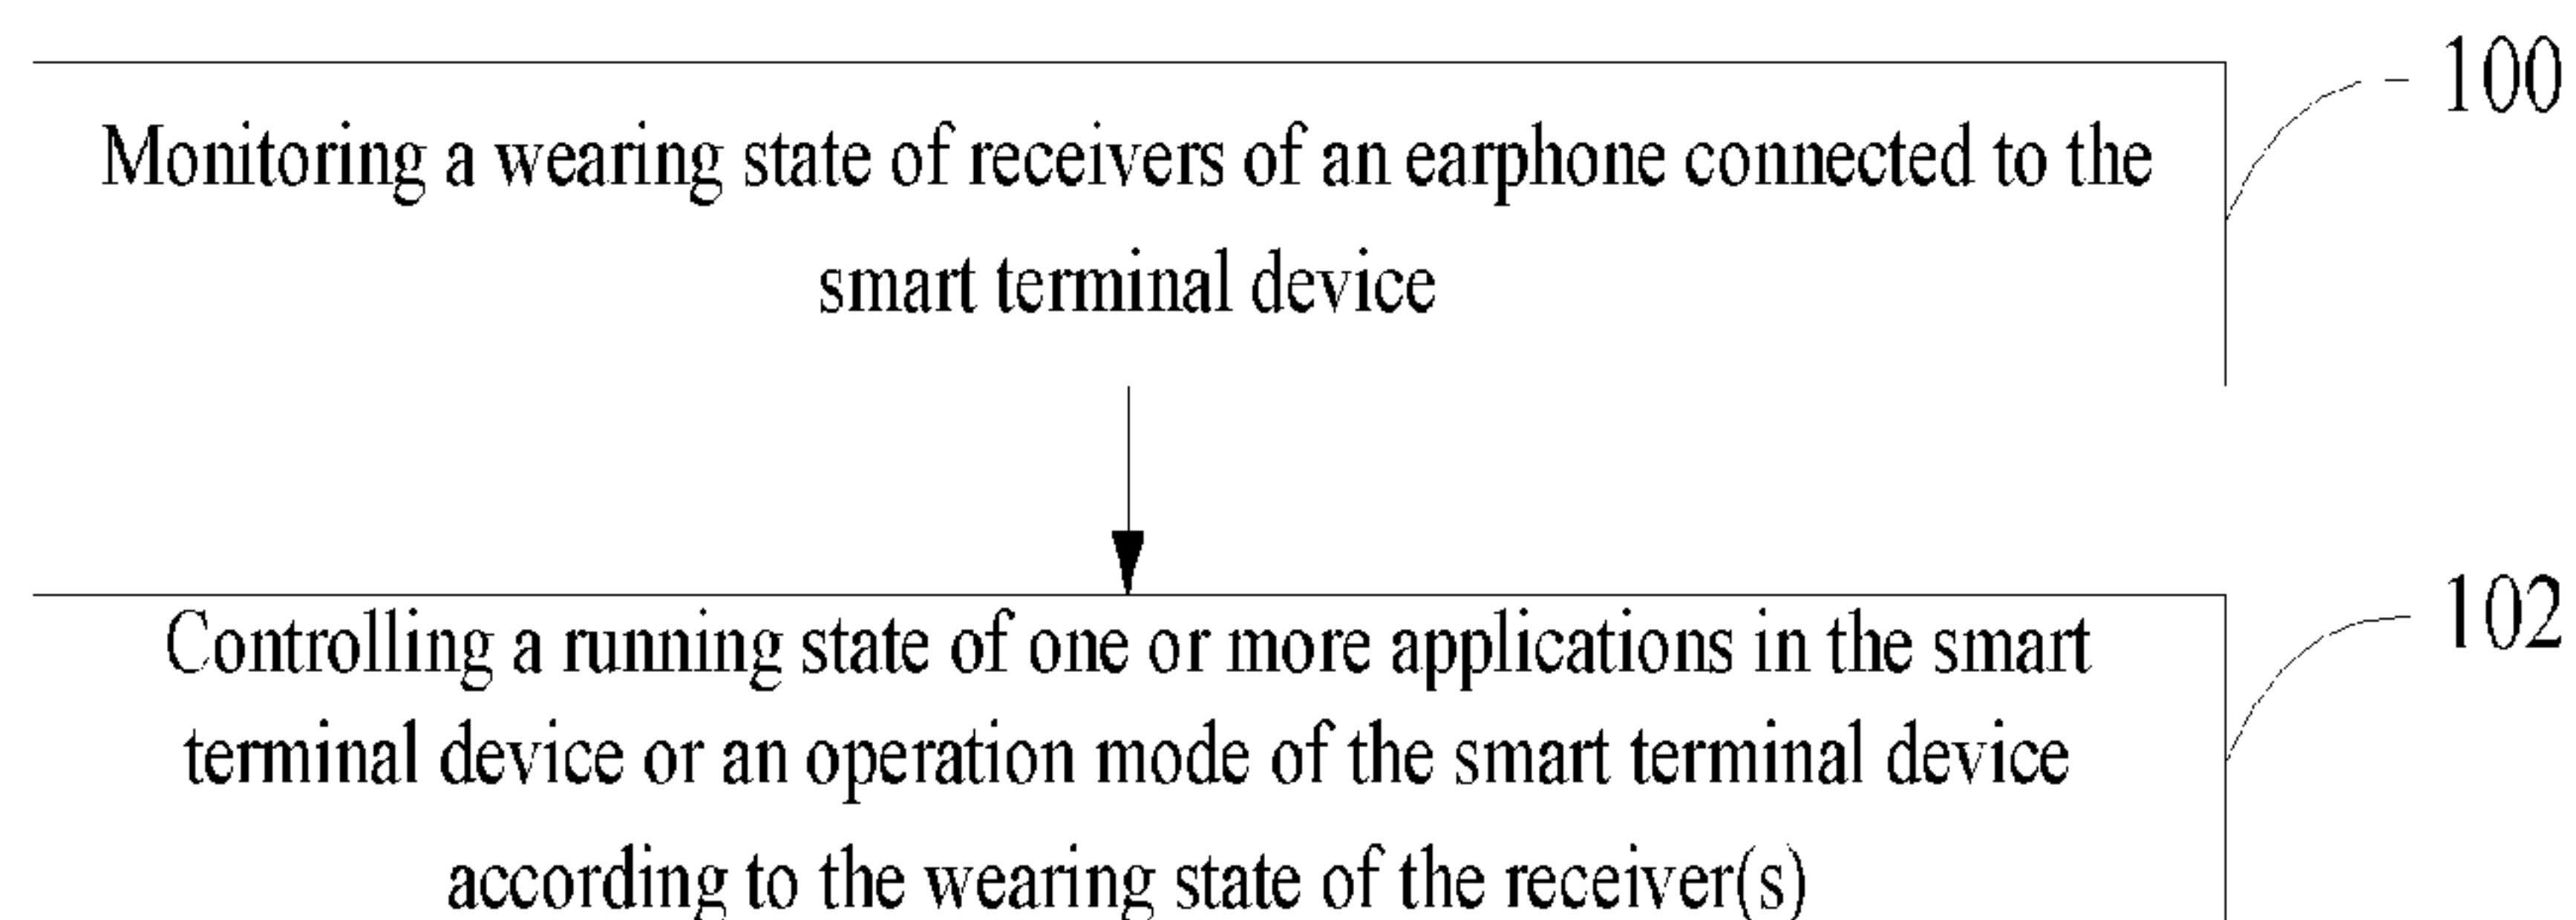 100
Monitoring a wearing state of receivers of an earphone connected to the
smart terminal device
102
Controlling a running state of one or more applications in the smart
terminal device or an operation mode of the smart terminal device
according to the wearing state of the receiver(s)